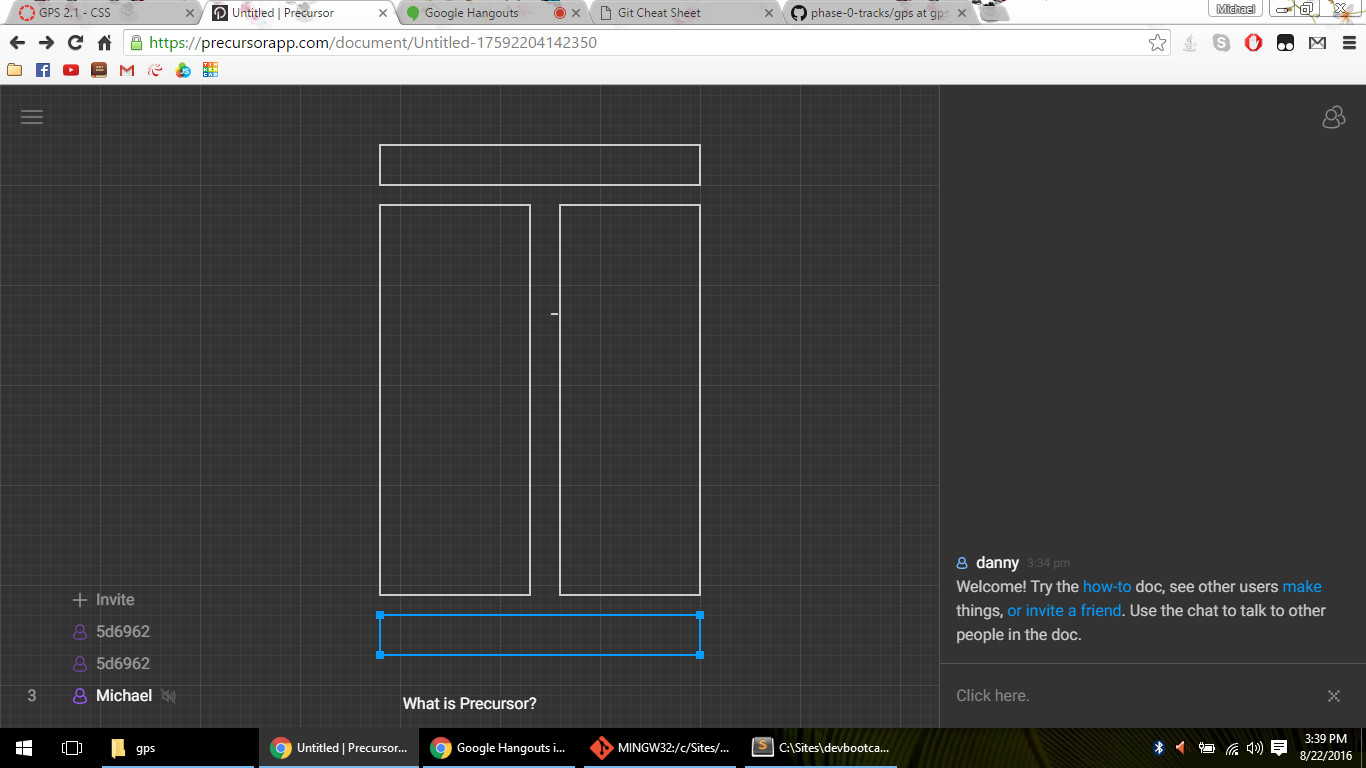 GPS 2.1 - CSS
Untitled | Precursor
Google Hangouts
Git Cheat Sheet
phase-0-tracks/gps at gps
Michael
https://precursorapp.com/document/Untitled-17592204142350
danny 3:34 pm
Welcome! Try the how-to doc, see other users make
things, or invite a friend. Use the chat to talk to other
people in the doc.
Invite
5d6962
5d6962
3 Michael
What is Precursor?
Click here.
gps
Untitled | Precursor...
Google Hangouts i...
MINGW32:/c/Sites/...
C:\Sites\devbootca...
3:39 PM
8/22/2016